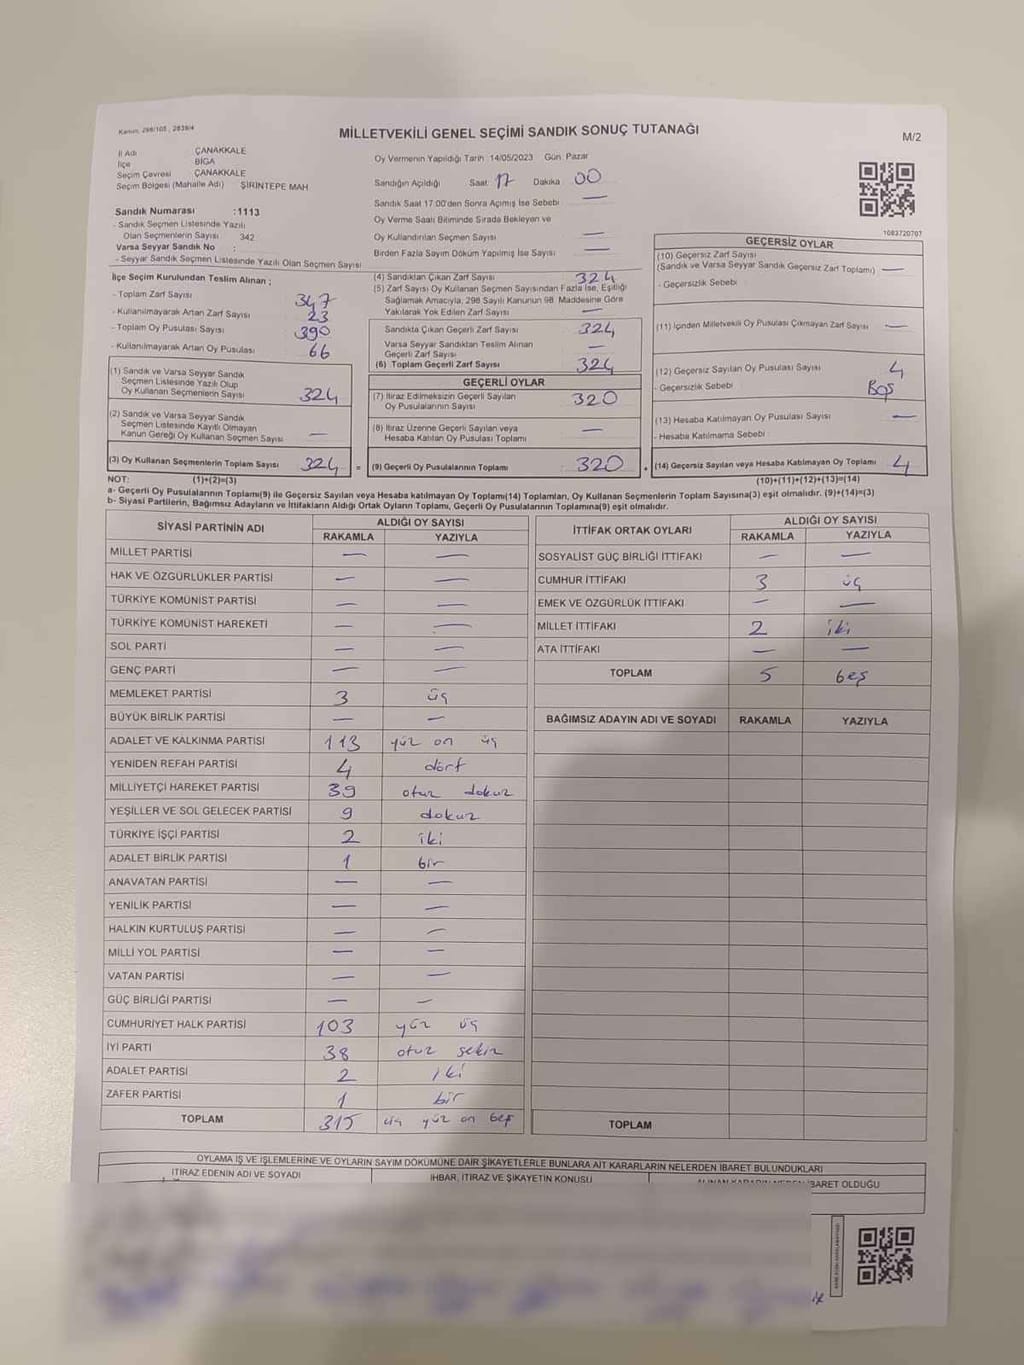 Kanun, 298/105 , 2839/4
MİLLETVEKİLİ GENEL SEÇİMİ SANDIK SONUÇ TUTANAĞI
M/2
İl Adı ÇANAKKALE
İlçe BİGA
Seçim Çevresi ÇANAKKALE
Seçim Bölgesi (Mahalle Adı) ŞİRİNTEPE MAH
Sandık Numarası :1113
- Sandık Seçmen Listesinde Yazılı
Olan Seçmenlerin Sayısı 342
Varsa Seyyar Sandık No :
- Seyyar Sandık Seçmen Listesinde Yazılı Olan Seçmen Sayısı
Oy Vermenin Yapıldığı Tarih 14/05/2023 Gün Pazar
Sandığın Açıldığı Saat 17 Dakika 00
Sandık Saat 17:00'den Sonra Açılmış İse Sebebi —
Oy Verme Saati Bitiminde Sırada Bekleyen ve
Oy Kullandırılan Seçmen Sayısı —
Birden Fazla Sayım Döküm Yapılmış İse Sayısı —
1083720707
İlçe Seçim Kurulundan Teslim Alınan ;
- Toplam Zarf Sayısı 347
- Kullanılmayarak Artan Zarf Sayısı 23
- Toplam Oy Pusulası Sayısı 390
- Kullanılmayarak Artan Oy Pusulası 66
(1) Sandık ve Varsa Seyyar Sandık
Seçmen Listesinde Yazılı Olup
Oy Kullanan Seçmenlerin Sayısı 324
(2) Sandık ve Varsa Seyyar Sandık
Seçmen Listesinde Kayıtlı Olmayan
Kanun Gereği Oy Kullanan Seçmen Sayısı —
(3) Oy Kullanan Seçmenlerin Toplam Sayısı 324 =
(4) Sandıktan Çıkan Zarf Sayısı 324
(5) Zarf Sayısı Oy Kullanan Seçmen Sayısından Fazla İse, Eşitliği
Sağlamak Amacıyla, 298 Sayılı Kanunun 98. Maddesine Göre
Yakılarak Yok Edilen Zarf Sayısı —
Sandıkta Çıkan Geçerli Zarf Sayısı 324
Varsa Seyyar Sandıktan Teslim Alınan
Geçerli Zarf Sayısı —
(6) Toplam Geçerli Zarf Sayısı 324
GEÇERLİ OYLAR
(7) İtiraz Edilmeksizin Geçerli Sayılan
Oy Pusulalarının Sayısı 320
(8) İtiraz Üzerine Geçerli Sayılan veya
Hesaba Katılan Oy Pusulası Toplamı —
(9) Geçerli Oy Pusulalarının Toplamı 320 +
GEÇERSİZ OYLAR
(10) Geçersiz Zarf Sayısı
(Sandık ve Varsa Seyyar Sandık Geçersiz Zarf Toplamı) —
- Geçersizlik Sebebi
(11) İçinden Milletvekili Oy Pusulası Çıkmayan Zarf Sayısı —
(12) Geçersiz Sayılan Oy Pusulası Sayısı 4
- Geçersizlik Sebebi Boş
(13) Hesaba Katılmayan Oy Pusulası Sayısı —
- Hesaba Katılmama Sebebi
(14) Geçersiz Sayılan veya Hesaba Katılmayan Oy Toplamı 4
NOT: (1)+(2)=(3) (10)+(11)+(12)+(13)=(14)
a- Geçerli Oy Pusulalarının Toplamı(9) ile Geçersiz Sayılan veya Hesaba katılmayan Oy Toplamı(14) Toplamları, Oy Kullanan Seçmenlerin Toplam Sayısına(3) eşit olmalıdır. (9)+(14)=(3)
b- Siyasi Partilerin, Bağımsız Adayların ve İttifakların Aldığı Ortak Oyların Toplamı, Geçerli Oy Pusulalarının Toplamına(9) eşit olmalıdır.
SİYASİ PARTİNİN ADI ALDIĞI OY SAYISI
RAKAMLA YAZIYLA
MİLLET PARTİSİ — —
HAK VE ÖZGÜRLÜKLER PARTİSİ — —
TÜRKİYE KOMÜNİST PARTİSİ — —
TÜRKİYE KOMÜNİST HAREKETİ — —
SOL PARTİ — —
GENÇ PARTİ — —
MEMLEKET PARTİSİ 3 üç
BÜYÜK BİRLİK PARTİSİ — —
ADALET VE KALKINMA PARTİSİ 113 yüz on üç
YENİDEN REFAH PARTİSİ 4 dört
MİLLİYETÇİ HAREKET PARTİSİ 39 otuz dokuz
YEŞİLLER VE SOL GELECEK PARTİSİ 9 dokuz
TÜRKİYE İŞÇİ PARTİSİ 2 iki
ADALET BİRLİK PARTİSİ 1 bir
ANAVATAN PARTİSİ — —
YENİLİK PARTİSİ — —
HALKIN KURTULUŞ PARTİSİ — —
MİLLİ YOL PARTİSİ — —
VATAN PARTİSİ — —
GÜÇ BİRLİĞİ PARTİSİ — —
CUMHURİYET HALK PARTİSİ 103 yüz üç
İYİ PARTİ 38 otuz sekiz
ADALET PARTİSİ 2 iki
ZAFER PARTİSİ 1 bir
TOPLAM 315 üç yüz on beş
İTTİFAK ORTAK OYLARI ALDIĞI OY SAYISI
RAKAMLA YAZIYLA
SOSYALİST GÜÇ BİRLİĞİ İTTİFAKI — —
CUMHUR İTTİFAKI 3 üç
EMEK VE ÖZGÜRLÜK İTTİFAKI — —
MİLLET İTTİFAKI 2 iki
ATA İTTİFAKI — —
TOPLAM 5 beş
BAĞIMSIZ ADAYIN ADI VE SOYADI RAKAMLA YAZIYLA
TOPLAM
OYLAMA İŞ VE İŞLEMLERİNE VE OYLARIN SAYIM DÖKÜMÜNE DAİR ŞİKAYETLERLE BUNLARA AİT KARARLARIN NELERDEN İBARET BULUNDUKLARI
İTİRAZ EDENİN ADI VE SOYADI İHBAR, İTİRAZ VE ŞİKAYETİN KONUSU ALINAN KARARIN NEDEN İBARET OLDUĞU